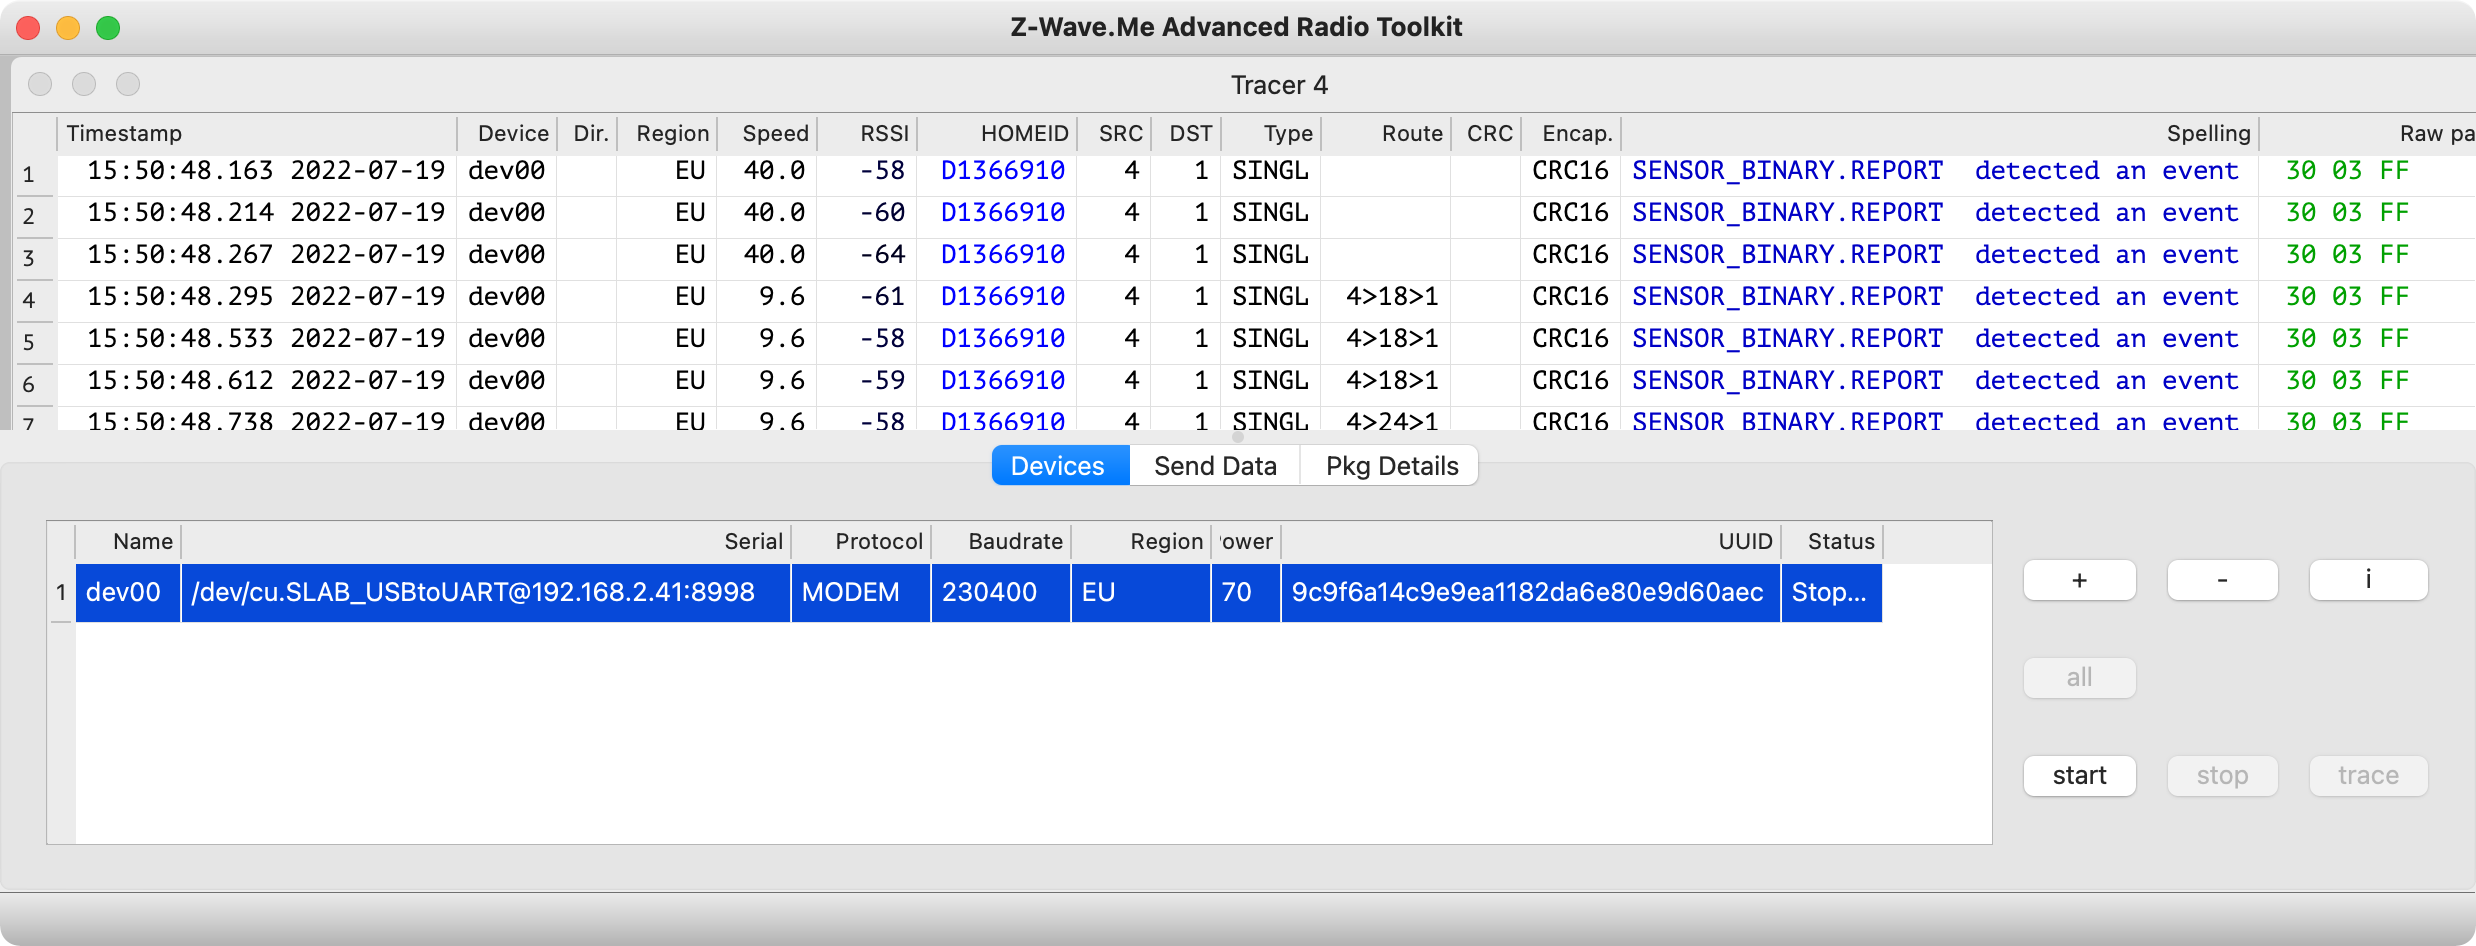 Z-Wave.Me Advanced Radio Toolkit
Tracer 4
Timestamp Device Dir. Region Speed RSSI HOMEID SRC DST Type Route CRC Encap. Spelling Raw pa
1 15:50:48.163 2022-07-19 dev00 EU 40.0 -58 D1366910 4 1 SINGL CRC16 SENSOR_BINARY.REPORT detected an event 30 03 FF
2 15:50:48.214 2022-07-19 dev00 EU 40.0 -60 D1366910 4 1 SINGL CRC16 SENSOR_BINARY.REPORT detected an event 30 03 FF
3 15:50:48.267 2022-07-19 dev00 EU 40.0 -64 D1366910 4 1 SINGL CRC16 SENSOR_BINARY.REPORT detected an event 30 03 FF
4 15:50:48.295 2022-07-19 dev00 EU 9.6 -61 D1366910 4 1 SINGL 4>18>1 CRC16 SENSOR_BINARY.REPORT detected an event 30 03 FF
5 15:50:48.533 2022-07-19 dev00 EU 9.6 -58 D1366910 4 1 SINGL 4>18>1 CRC16 SENSOR_BINARY.REPORT detected an event 30 03 FF
6 15:50:48.612 2022-07-19 dev00 EU 9.6 -59 D1366910 4 1 SINGL 4>18>1 CRC16 SENSOR_BINARY.REPORT detected an event 30 03 FF
7 15:50:48.738 2022-07-19 dev00 EU 9.6 -58 D1366910 4 1 SINGL 4>24>1 CRC16 SENSOR_BINARY.REPORT detected an event 30 03 FF
Devices Send Data Pkg Details
Name Serial Protocol Baudrate Region ower UUID Status
1 dev00 /dev/cu.SLAB_USBtoUART@192.168.2.41:8998 MODEM 230400 EU 70 9c9f6a14c9e9ea1182da6e80e9d60aec Stop...
+ - i
all
start stop trace